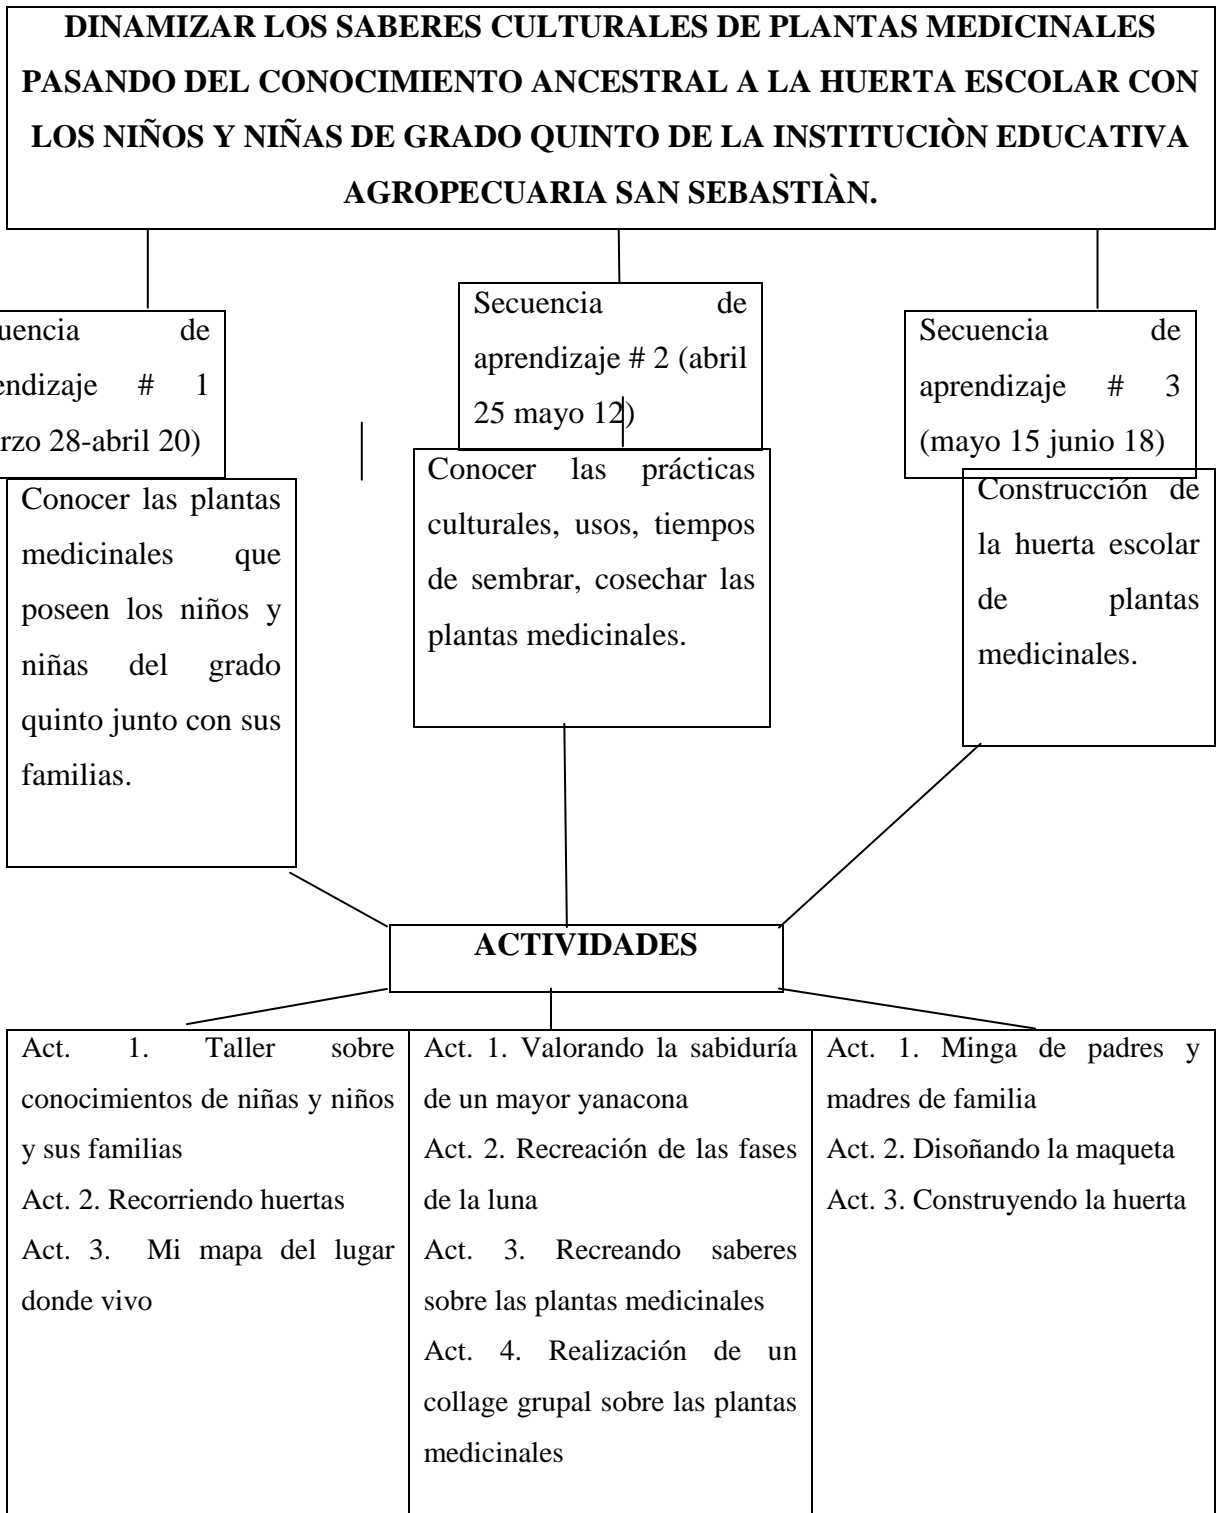 DINAMIZAR LOS SABERES CULTURALES DE PLANTAS MEDICINALES
PASANDO DEL CONOCIMIENTO ANCESTRAL A LA HUERTA ESCOLAR CON
LOS NIÑOS Y NIÑAS DE GRADO QUINTO DE LA INSTITUCIÒN EDUCATIVA
AGROPECUARIA SAN SEBASTIÀN.
uencia de
endizaje # 1
rzo 28-abril 20)
Conocer las plantas
medicinales que
poseen los niños y
niñas del grado
quinto junto con sus
familias.
Secuencia de
aprendizaje # 2 (abril
25 mayo 12)
Conocer las prácticas
culturales, usos, tiempos
de sembrar, cosechar las
plantas medicinales.
Secuencia de
aprendizaje # 3
(mayo 15 junio 18)
Construcción de
la huerta escolar
de plantas
medicinales.
ACTIVIDADES
Act. 1. Taller sobre
conocimientos de niñas y niños
y sus familias
Act. 2. Recorriendo huertas
Act. 3. Mi mapa del lugar
donde vivo
Act. 1. Valorando la sabiduría
de un mayor yanacona
Act. 2. Recreación de las fases
de la luna
Act. 3. Recreando saberes
sobre las plantas medicinales
Act. 4. Realización de un
collage grupal sobre las plantas
medicinales
Act. 1. Minga de padres y
madres de familia
Act. 2. Disoñando la maqueta
Act. 3. Construyendo la huerta